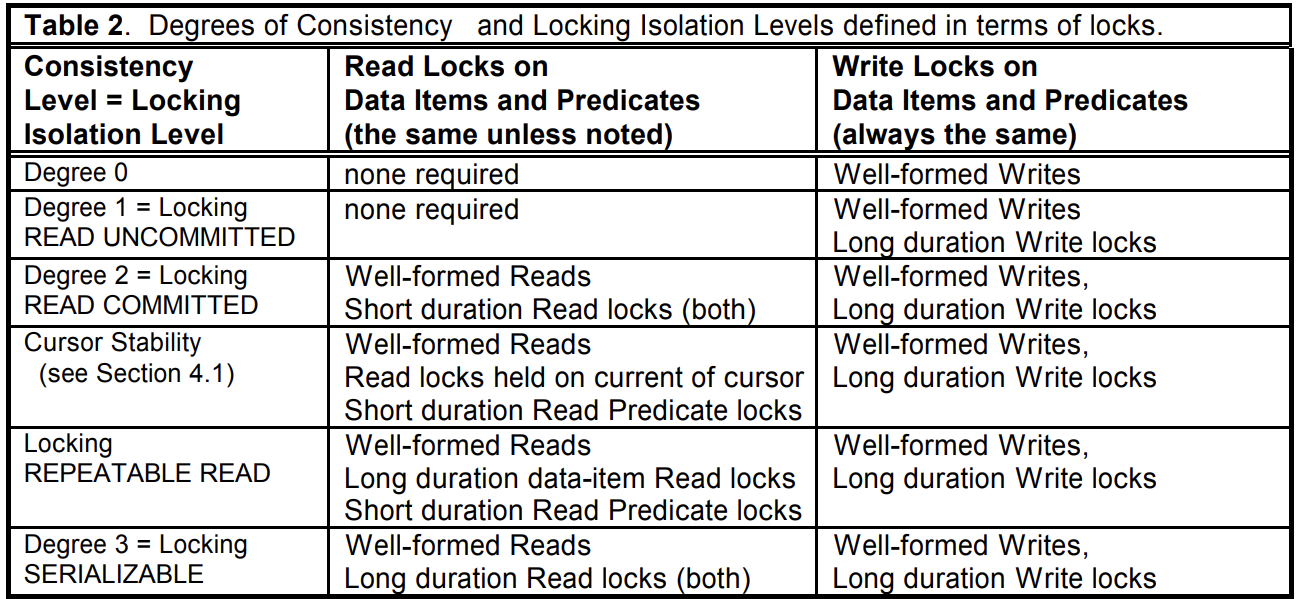 Table 2. Degrees of Consistency and Locking Isolation Levels defined in terms of locks.
Consistency
Level = Locking
Isolation Level
Read Locks on
Data Items and Predicates
(the same unless noted)
Write Locks on
Data Items and Predicates
(always the same)
Degree 0
none required
Well-formed Writes
Degree 1 = Locking
READ UNCOMMITTED
none required
Well-formed Writes
Long duration Write locks
Degree 2 = Locking
READ COMMITTED
Well-formed Reads
Short duration Read locks (both)
Well-formed Writes,
Long duration Write locks
Cursor Stability
(see Section 4.1)
Well-formed Reads
Read locks held on current of cursor
Short duration Read Predicate locks
Well-formed Writes,
Long duration Write locks
Locking
REPEATABLE READ
Well-formed Reads
Long duration data-item Read locks
Short duration Read Predicate locks
Well-formed Writes,
Long duration Write locks
Degree 3 = Locking
SERIALIZABLE
Well-formed Reads
Long duration Read locks (both)
Well-formed Writes,
Long duration Write locks